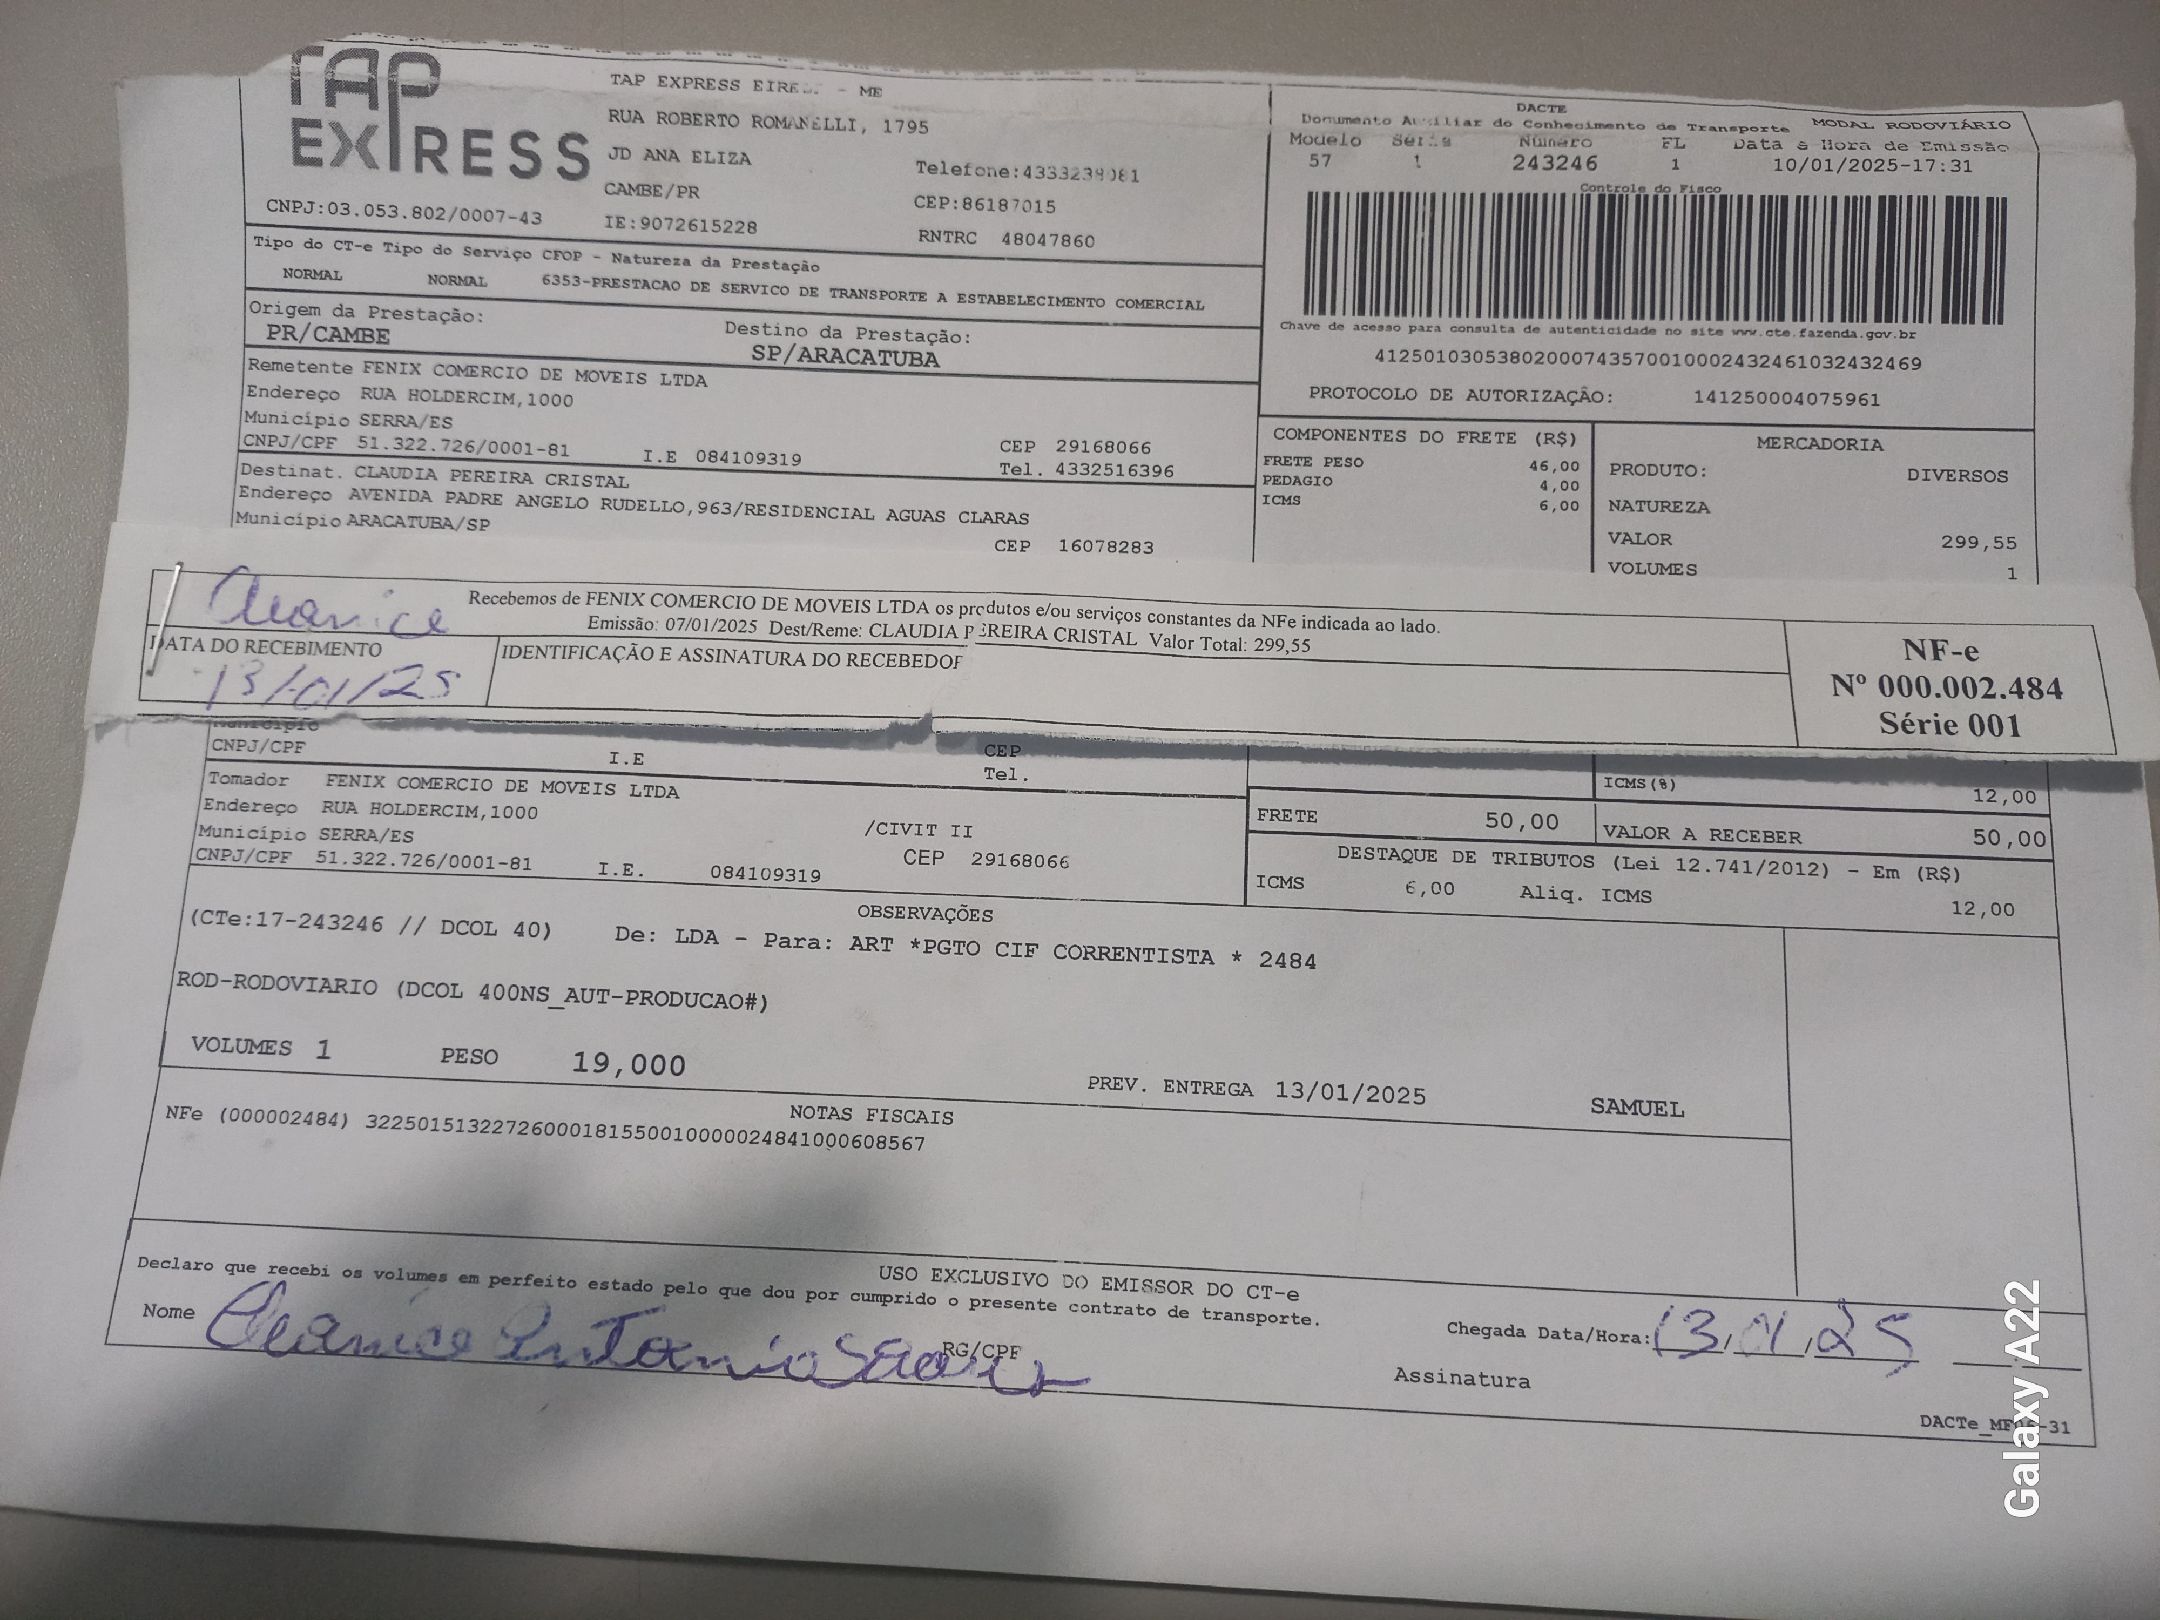 TAP EXPRESS
TAP EXPRESS - ME
RUA ROBERTO ROMANELLI, 1795
JD ANA ELIZA
CAMBE/PR
IE:9072615228
CNPJ:03.053.802/0007-43
CEP:86187015
RNTRC 48047860
DACTE
Documento Auxiliar do Conhecimento de Transporte MODAL RODOVIÁRIO
Modelo Série Número FL Data & Hora de Emissão
57 1 243246 1 10/01/2025-17:31
Controle do Fisco
Chave de acesso para consulta de autenticidade no site www.cte.fazenda.gov.br
41250103053802000743570010002432461032432469
PROTOCOLO DE AUTORIZAÇÃO: 141250004075961
Tipo do CT-e Tipo do Serviço CFOP - Natureza da Prestação
NORMAL NORMAL 6353-PRESTACAO DE SERVICO DE TRANSPORTE A ESTABELECIMENTO COMERCIAL
Origem da Prestação: Destino da Prestação:
PR/CAMBE SP/ARACATUBA
Remetente FENIX COMERCIO DE MOVEIS LTDA
Endereço RUA HOLDERCIM,1000
Município SERRA/ES CEP 29168066
CNPJ/CPF 51.322.726/0001-81 I.E 084109319 Tel. 4332516396
Destinat. CLAUDIA PEREIRA CRISTAL
Endereço AVENIDA PADRE ANGELO RUDELLO,963/RESIDENCIAL AGUAS CLARAS
Município ARACATUBA/SP CEP 16078283
COMPONENTES DO FRETE (R$)
FRETE PESO 46,00
PEDAGIO 4,00
ICMS 6,00
MERCADORIA
PRODUTO: DIVERSOS
NATUREZA
VALOR 299,55
VOLUMES 1
Cleanice
Recebemos de FENIX COMERCIO DE MOVEIS LTDA os produtos e/ou serviços constantes da NFe indicada ao lado.
Emissão: 07/01/2025 Dest/Reme: CLAUDIA PEREIRA CRISTAL Valor Total: 299,55
DATA DO RECEBIMENTO
13/01/25
IDENTIFICAÇÃO E ASSINATURA DO RECEBEDOR
NF-e
Nº 000.002.484
Série 001
Município
CNPJ/CPF I.E CEP
Tel.
Tomador FENIX COMERCIO DE MOVEIS LTDA
Endereço RUA HOLDERCIM,1000 /CIVIT II
Município SERRA/ES CEP 29168066
CNPJ/CPF 51.322.726/0001-81 I.E. 084109319
ICMS(%) 12,00
FRETE 50,00 VALOR A RECEBER 50,00
DESTAQUE DE TRIBUTOS (Lei 12.741/2012) - Em (R$)
ICMS 6,00 Aliq. ICMS 12,00
OBSERVAÇÕES
(CTe:17-243246 // DCOL 40) De: LDA - Para: ART *PGTO CIF CORRENTISTA * 2484
ROD-RODOVIARIO (DCOL 400NS_AUT-PRODUCAO#)
VOLUMES 1 PESO 19,000 PREV. ENTREGA 13/01/2025 SAMUEL
NOTAS FISCAIS
NFe (000002484) 32250151322726000181550010000024841000608567
USO EXCLUSIVO DO EMISSOR DO CT-e
Declaro que recebi os volumes em perfeito estado pelo que dou por cumprido o presente contrato de transporte.
Nome Cleanice Antonia RG/CPF
Chegada Data/Hora: 13/01/25
Assinatura
Galaxy A22